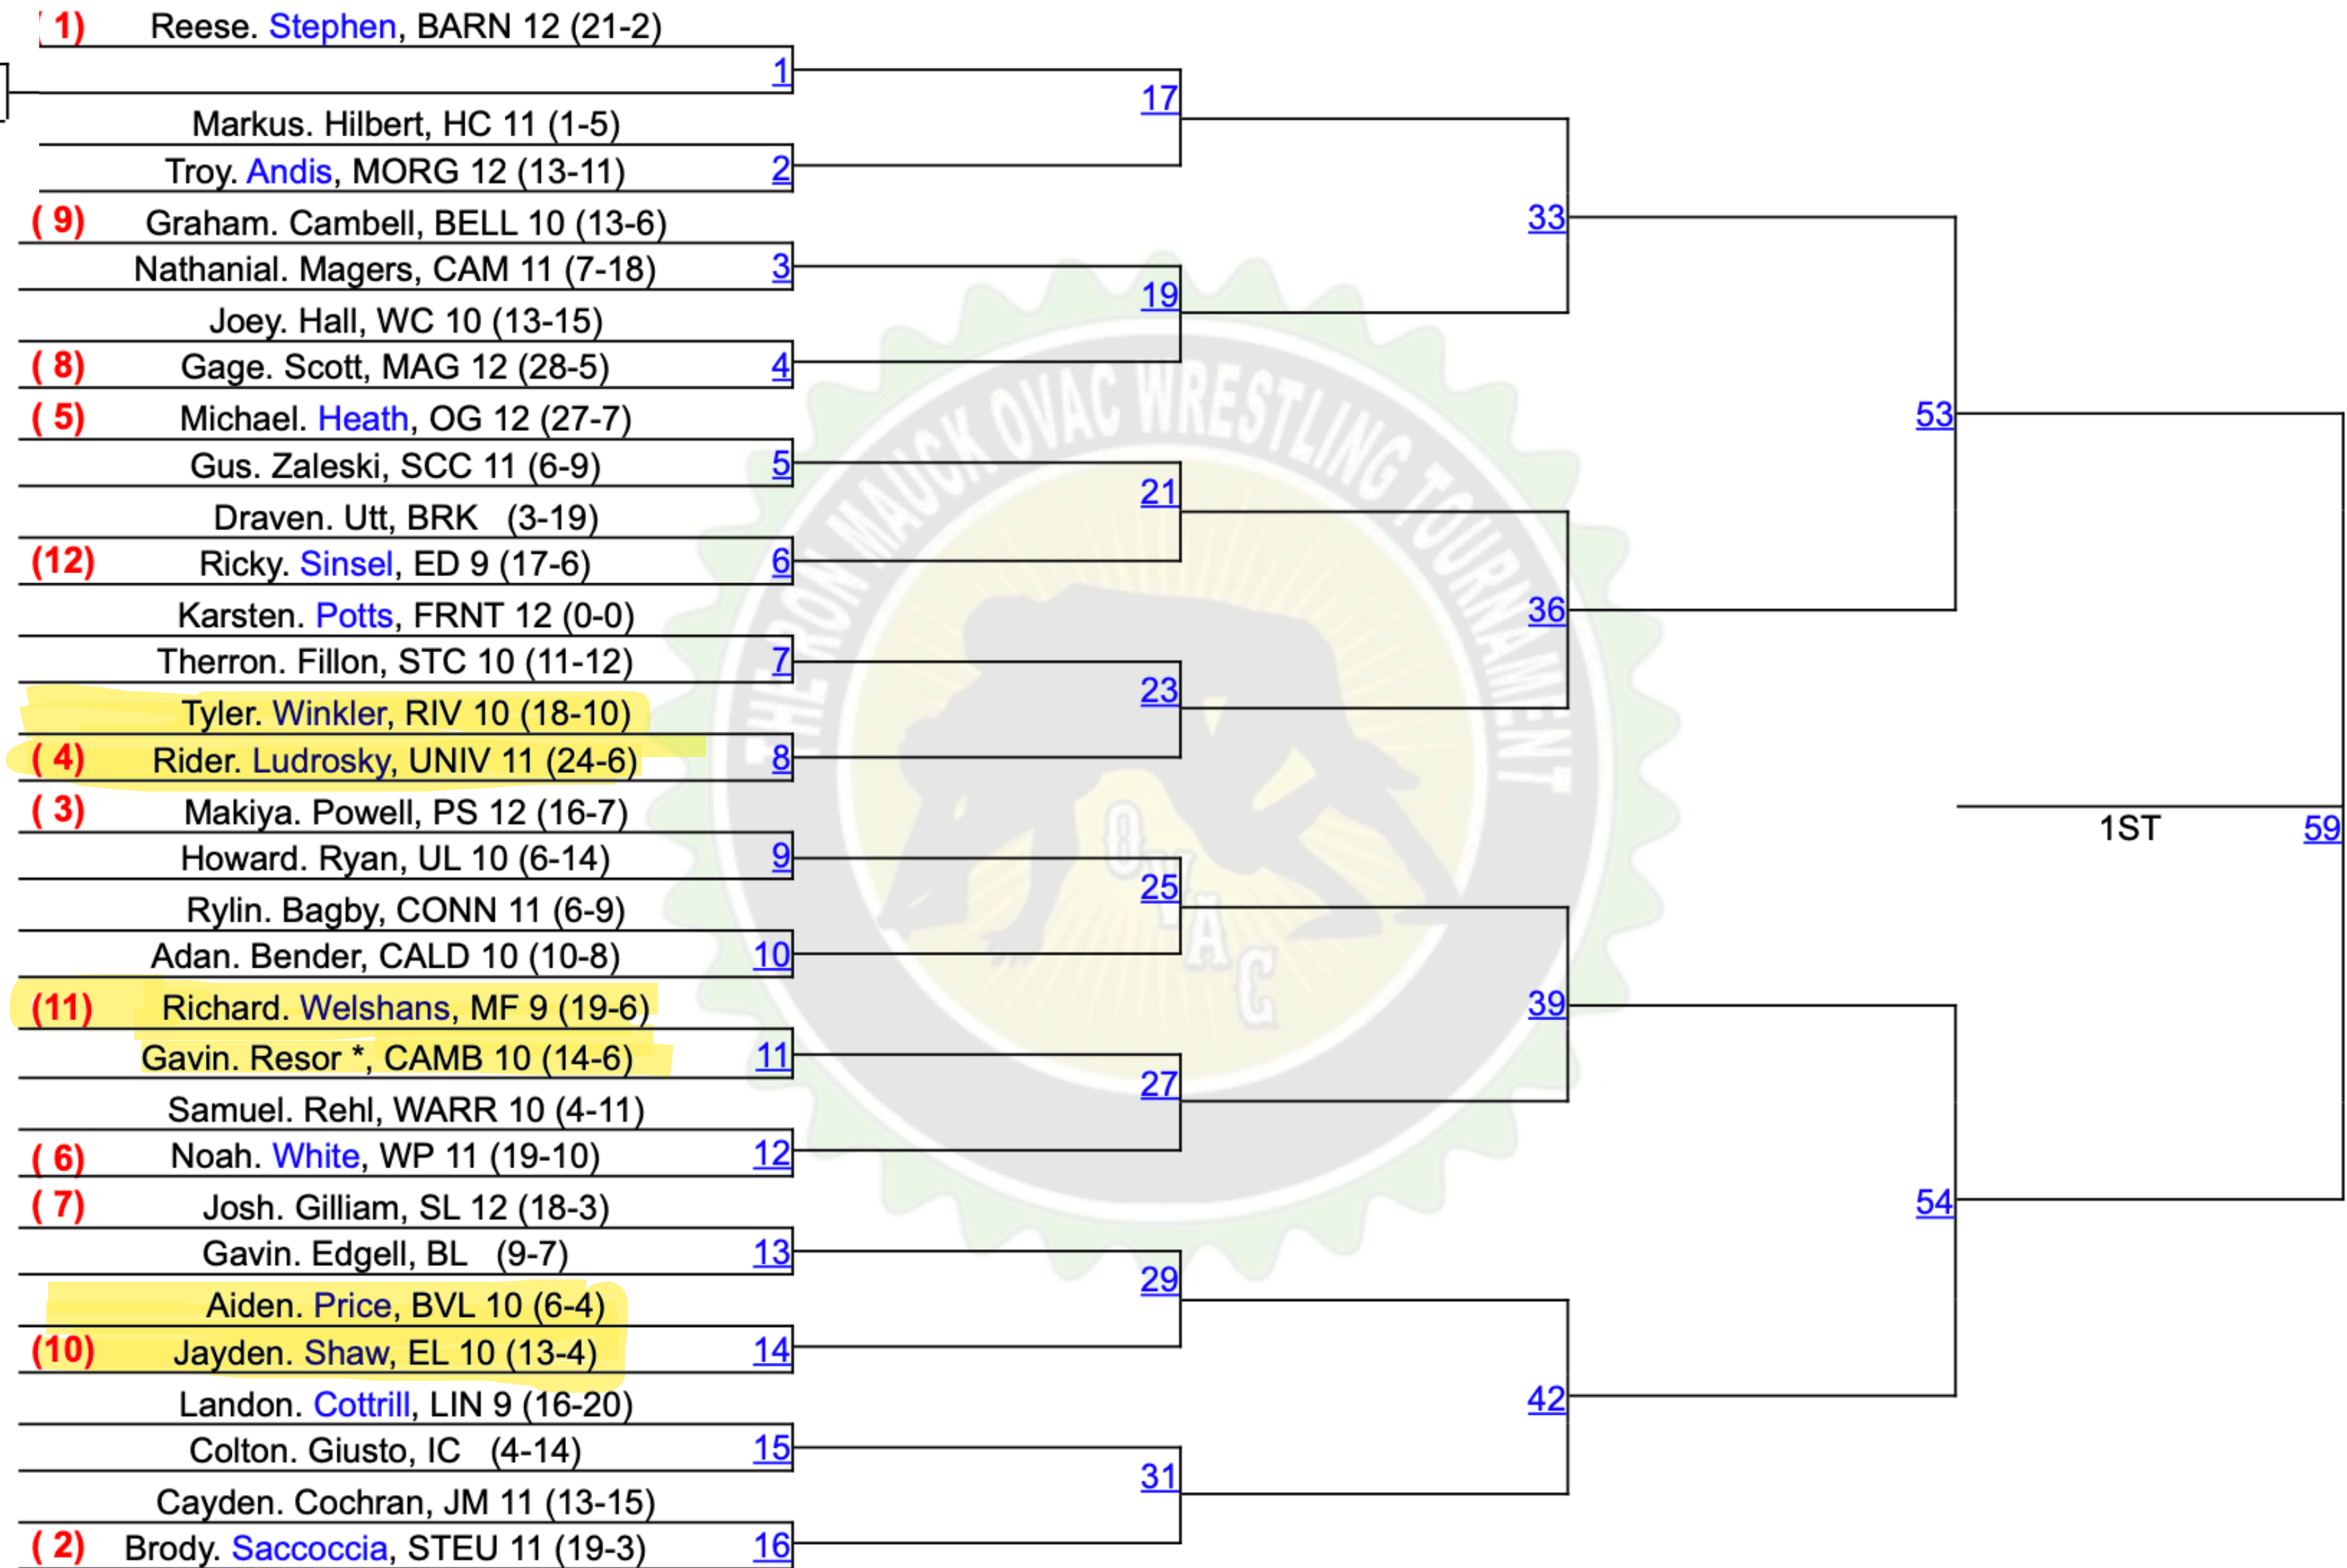 ( 1) Reese. Stephen, BARN 12 (21-2)
1
17
Markus. Hilbert, HC 11 (1-5)
Troy. Andis, MORG 12 (13-11)
2
( 9) Graham. Cambell, BELL 10 (13-6)
33
Nathanial. Magers, CAM 11 (7-18)
3
19
Joey. Hall, WC 10 (13-15)
( 8) Gage. Scott, MAG 12 (28-5)
4
( 5) Michael. Heath, OG 12 (27-7)
53
Gus. Zaleski, SCC 11 (6-9)
5
21
Draven. Utt, BRK (3-19)
(12) Ricky. Sinsel, ED 9 (17-6)
6
Karsten. Potts, FRNT 12 (0-0)
36
Therron. Fillon, STC 10 (11-12)
7
23
Tyler. Winkler, RIV 10 (18-10)
( 4) Rider. Ludrosky, UNIV 11 (24-6)
8
( 3) Makiya. Powell, PS 12 (16-7)
1ST 59
Howard. Ryan, UL 10 (6-14)
9
25
Rylin. Bagby, CONN 11 (6-9)
Adan. Bender, CALD 10 (10-8)
10
(11) Richard. Welshans, MF 9 (19-6)
39
Gavin. Resor *, CAMB 10 (14-6)
11
27
Samuel. Rehl, WARR 10 (4-11)
( 6) Noah. White, WP 11 (19-10)
12
( 7) Josh. Gilliam, SL 12 (18-3)
54
Gavin. Edgell, BL (9-7)
13
29
Aiden. Price, BVL 10 (6-4)
(10) Jayden. Shaw, EL 10 (13-4)
14
Landon. Cottrill, LIN 9 (16-20)
42
Colton. Giusto, IC (4-14)
15
31
Cayden. Cochran, JM 11 (13-15)
( 2) Brody. Saccoccia, STEU 11 (19-3)
16
THE RON MAUCK OVAC WRESTLING TOURNAMENT
OVAC